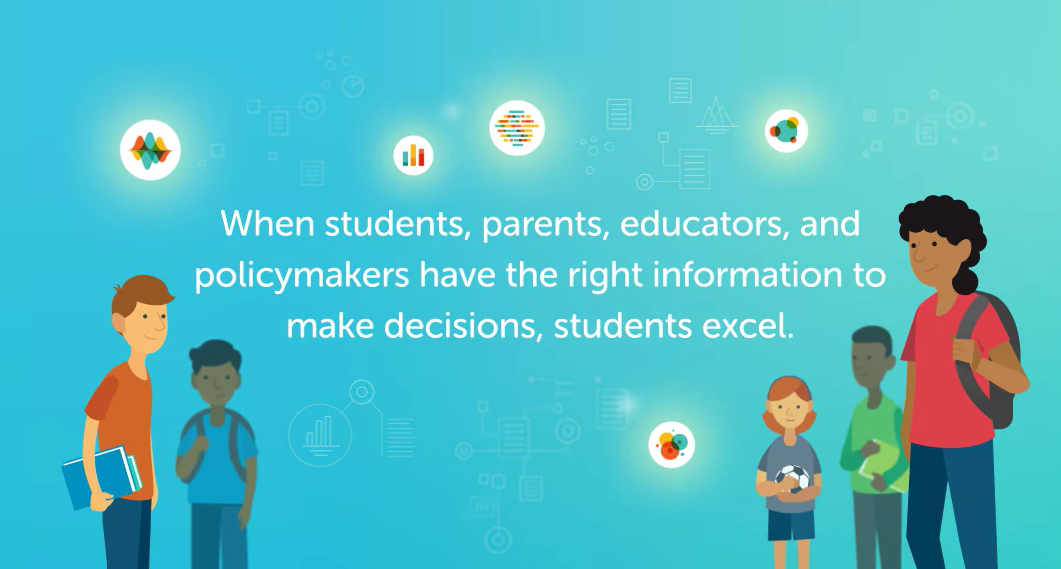 When students, parents, educators, and
policymakers have the right information to
make decisions, students excel.